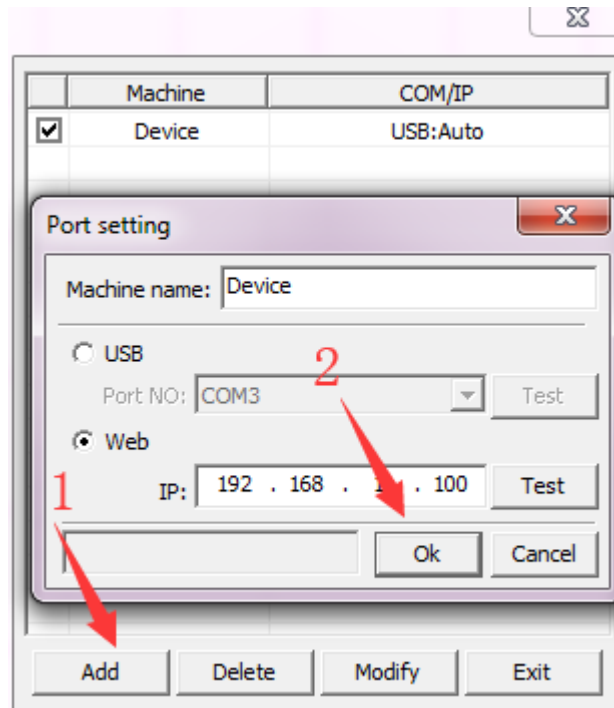 Machine COM/IP
Device USB:Auto
Port setting
Machine name: Device
USB
2
Port NO: COM3 Test
Web
1
IP: 192 . 168 . . 100 Test
Ok Cancel
Add Delete Modify Exit